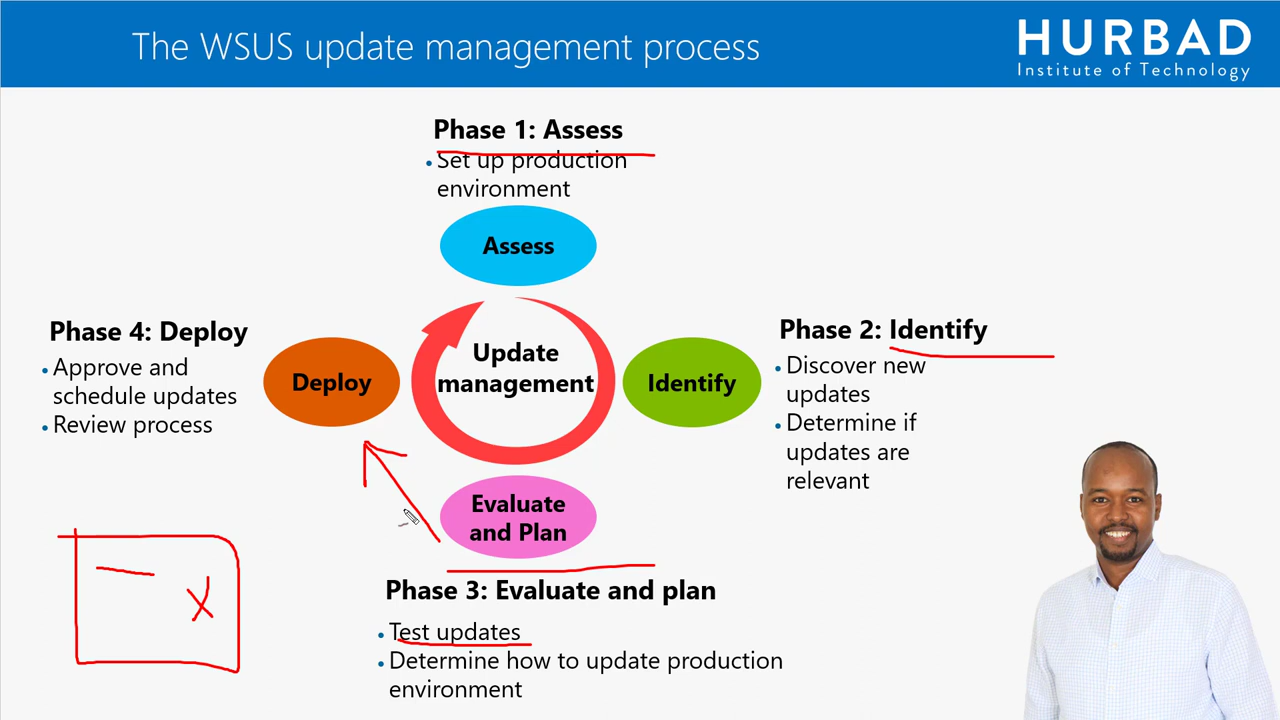 The WSUS update management process
HURBAD
Institute of Technology
Phase 1: Assess
• Set up production
environment
Assess
Phase 4: Deploy
• Approve and
schedule updates
• Review process
Deploy
Update
management
Identify
Phase 2: Identify
• Discover new
updates
• Determine if
updates are
relevant
Evaluate
and Plan
Phase 3: Evaluate and plan
• Test updates
• Determine how to update production
environment
X